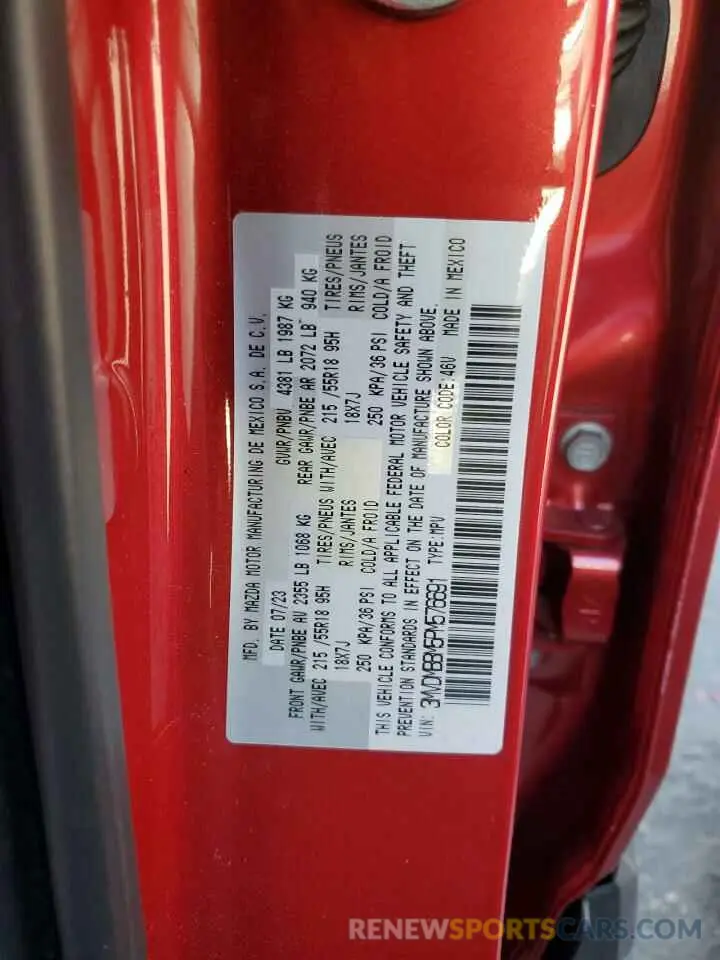 MFD. BY MAZDA MOTOR MANUFACTURING DE MEXICO S.A. DE C.V.
DATE 07/23 GVWR/PNBV 4381 LB 1987 KG
FRONT GAWR/PNBE AV 2355 LB 1068 KG REAR GAWR/PNBE AR 2072 LB 940 KG
WITH/AVEC 215 /55R18 95H TIRES/PNEUS WITH/AVEC 215 /55R18 95H TIRES/PNEUS
18X7J RIMS/JANTES 18X7J RIMS/JANTES
250 KPA/36 PSI COLD/A FROID 250 KPA/36 PSI COLD/A FROID
THIS VEHICLE CONFORMS TO ALL APPLICABLE FEDERAL MOTOR VEHICLE SAFETY AND THEFT
PREVENTION STANDARDS IN EFFECT ON THE DATE OF MANUFACTURE SHOWN ABOVE.
VIN: 3MVDMBBM5PM576691 TYPE:MPV COLOR CODE:46V MADE IN MEXICO
RENEWSPORTSCARS.COM